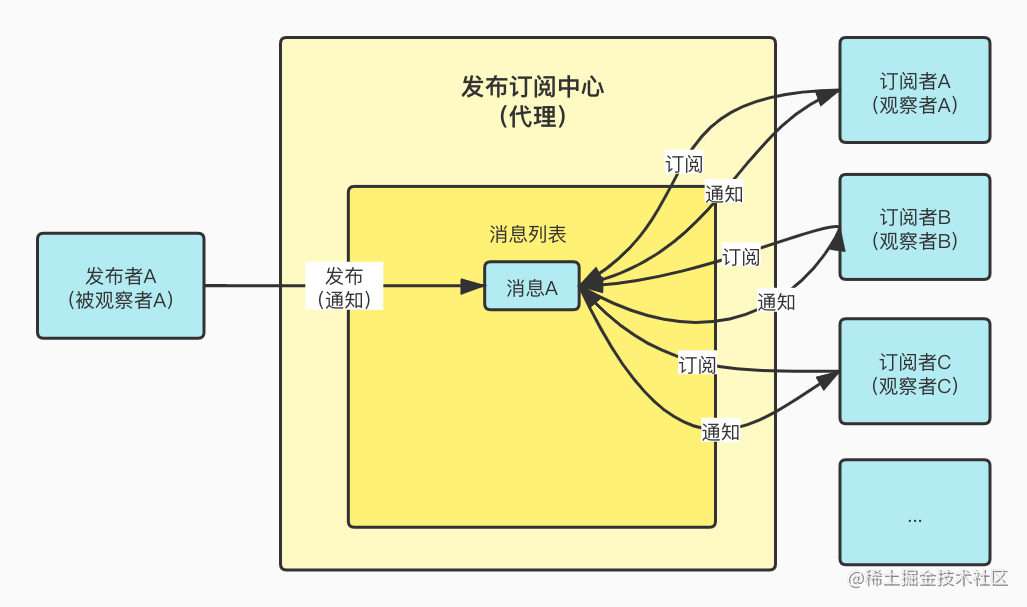 发布订阅中心
（代理）
订阅者A
（观察者A）
订阅
通知
订阅者B
（观察者B）
消息列表
订阅
发布者A
（被观察者A）
发布
（通知）
消息A
通知
订阅者C
（观察者C）
订阅
通知
...
@稀土掘金技术社区